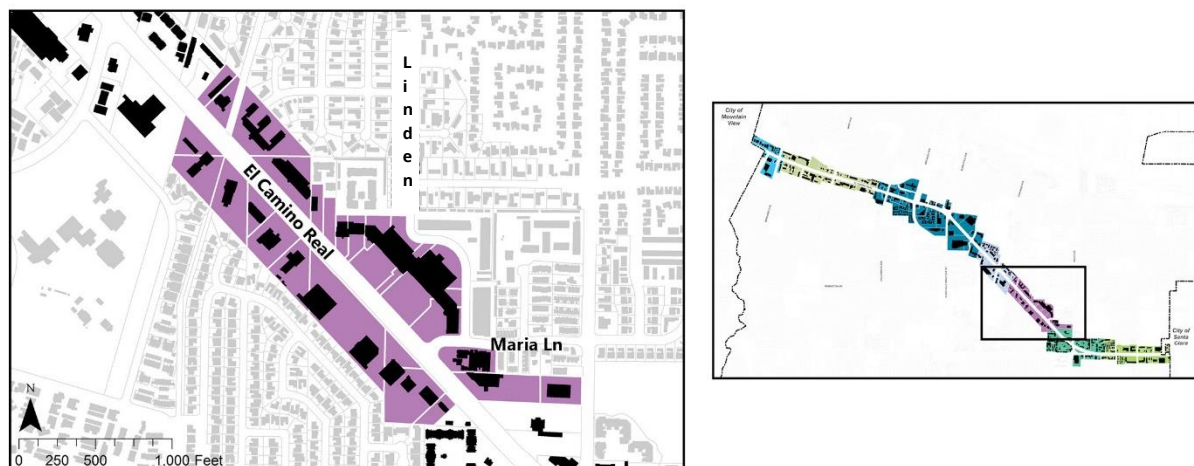 Linden
El Camino Real
Maria Ln
N
0 250 500 1,000 Feet
City of
Mountain
View
City of
Santa
Clara